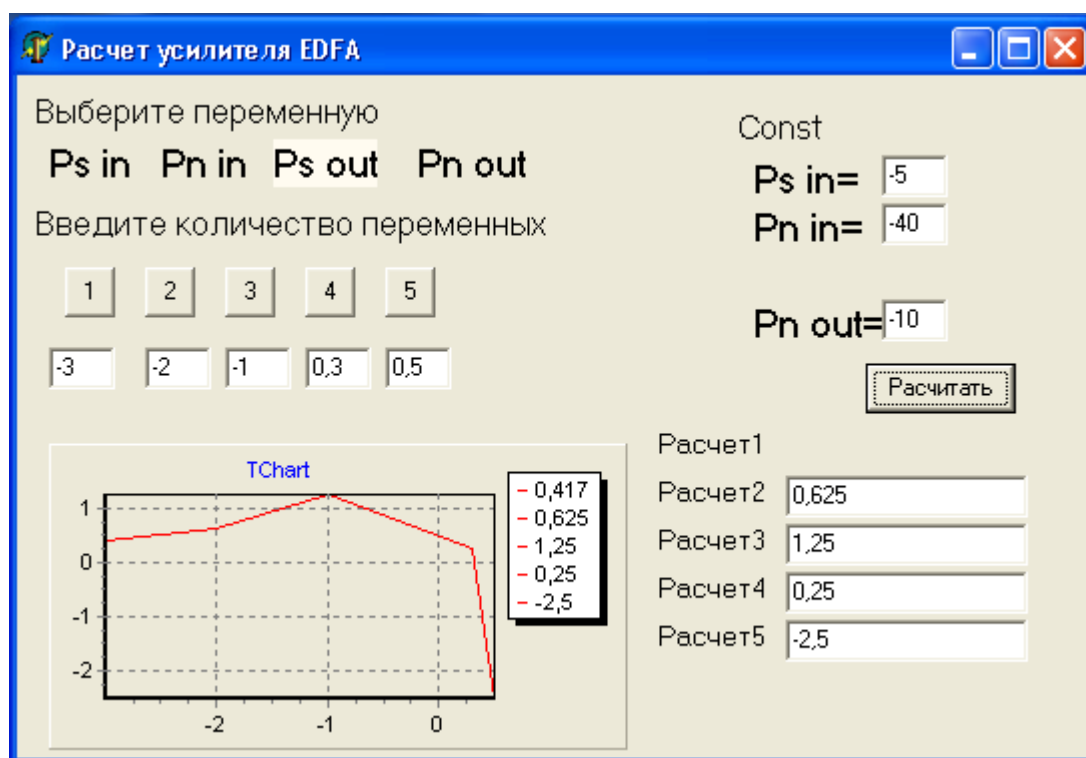 Расчет усилителя EDFA
Выберите переменную
Ps in Pn in Ps out Pn out
Введите количество переменных
1 2 3 4 5
-3 -2 -1 0,3 0,5
Const
Ps in= -5
Pn in= -40
Pn out= -10
Расчитать
TChart
1
0
-1
-2
-2 -1 0
0,417
0,625
1,25
0,25
-2,5
Расчет1
Расчет2 0,625
Расчет3 1,25
Расчет4 0,25
Расчет5 -2,5